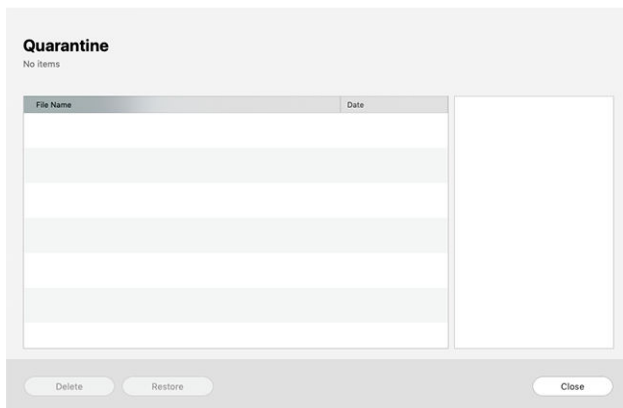 Quarantine
No items
File Name Date
Delete Restore Close